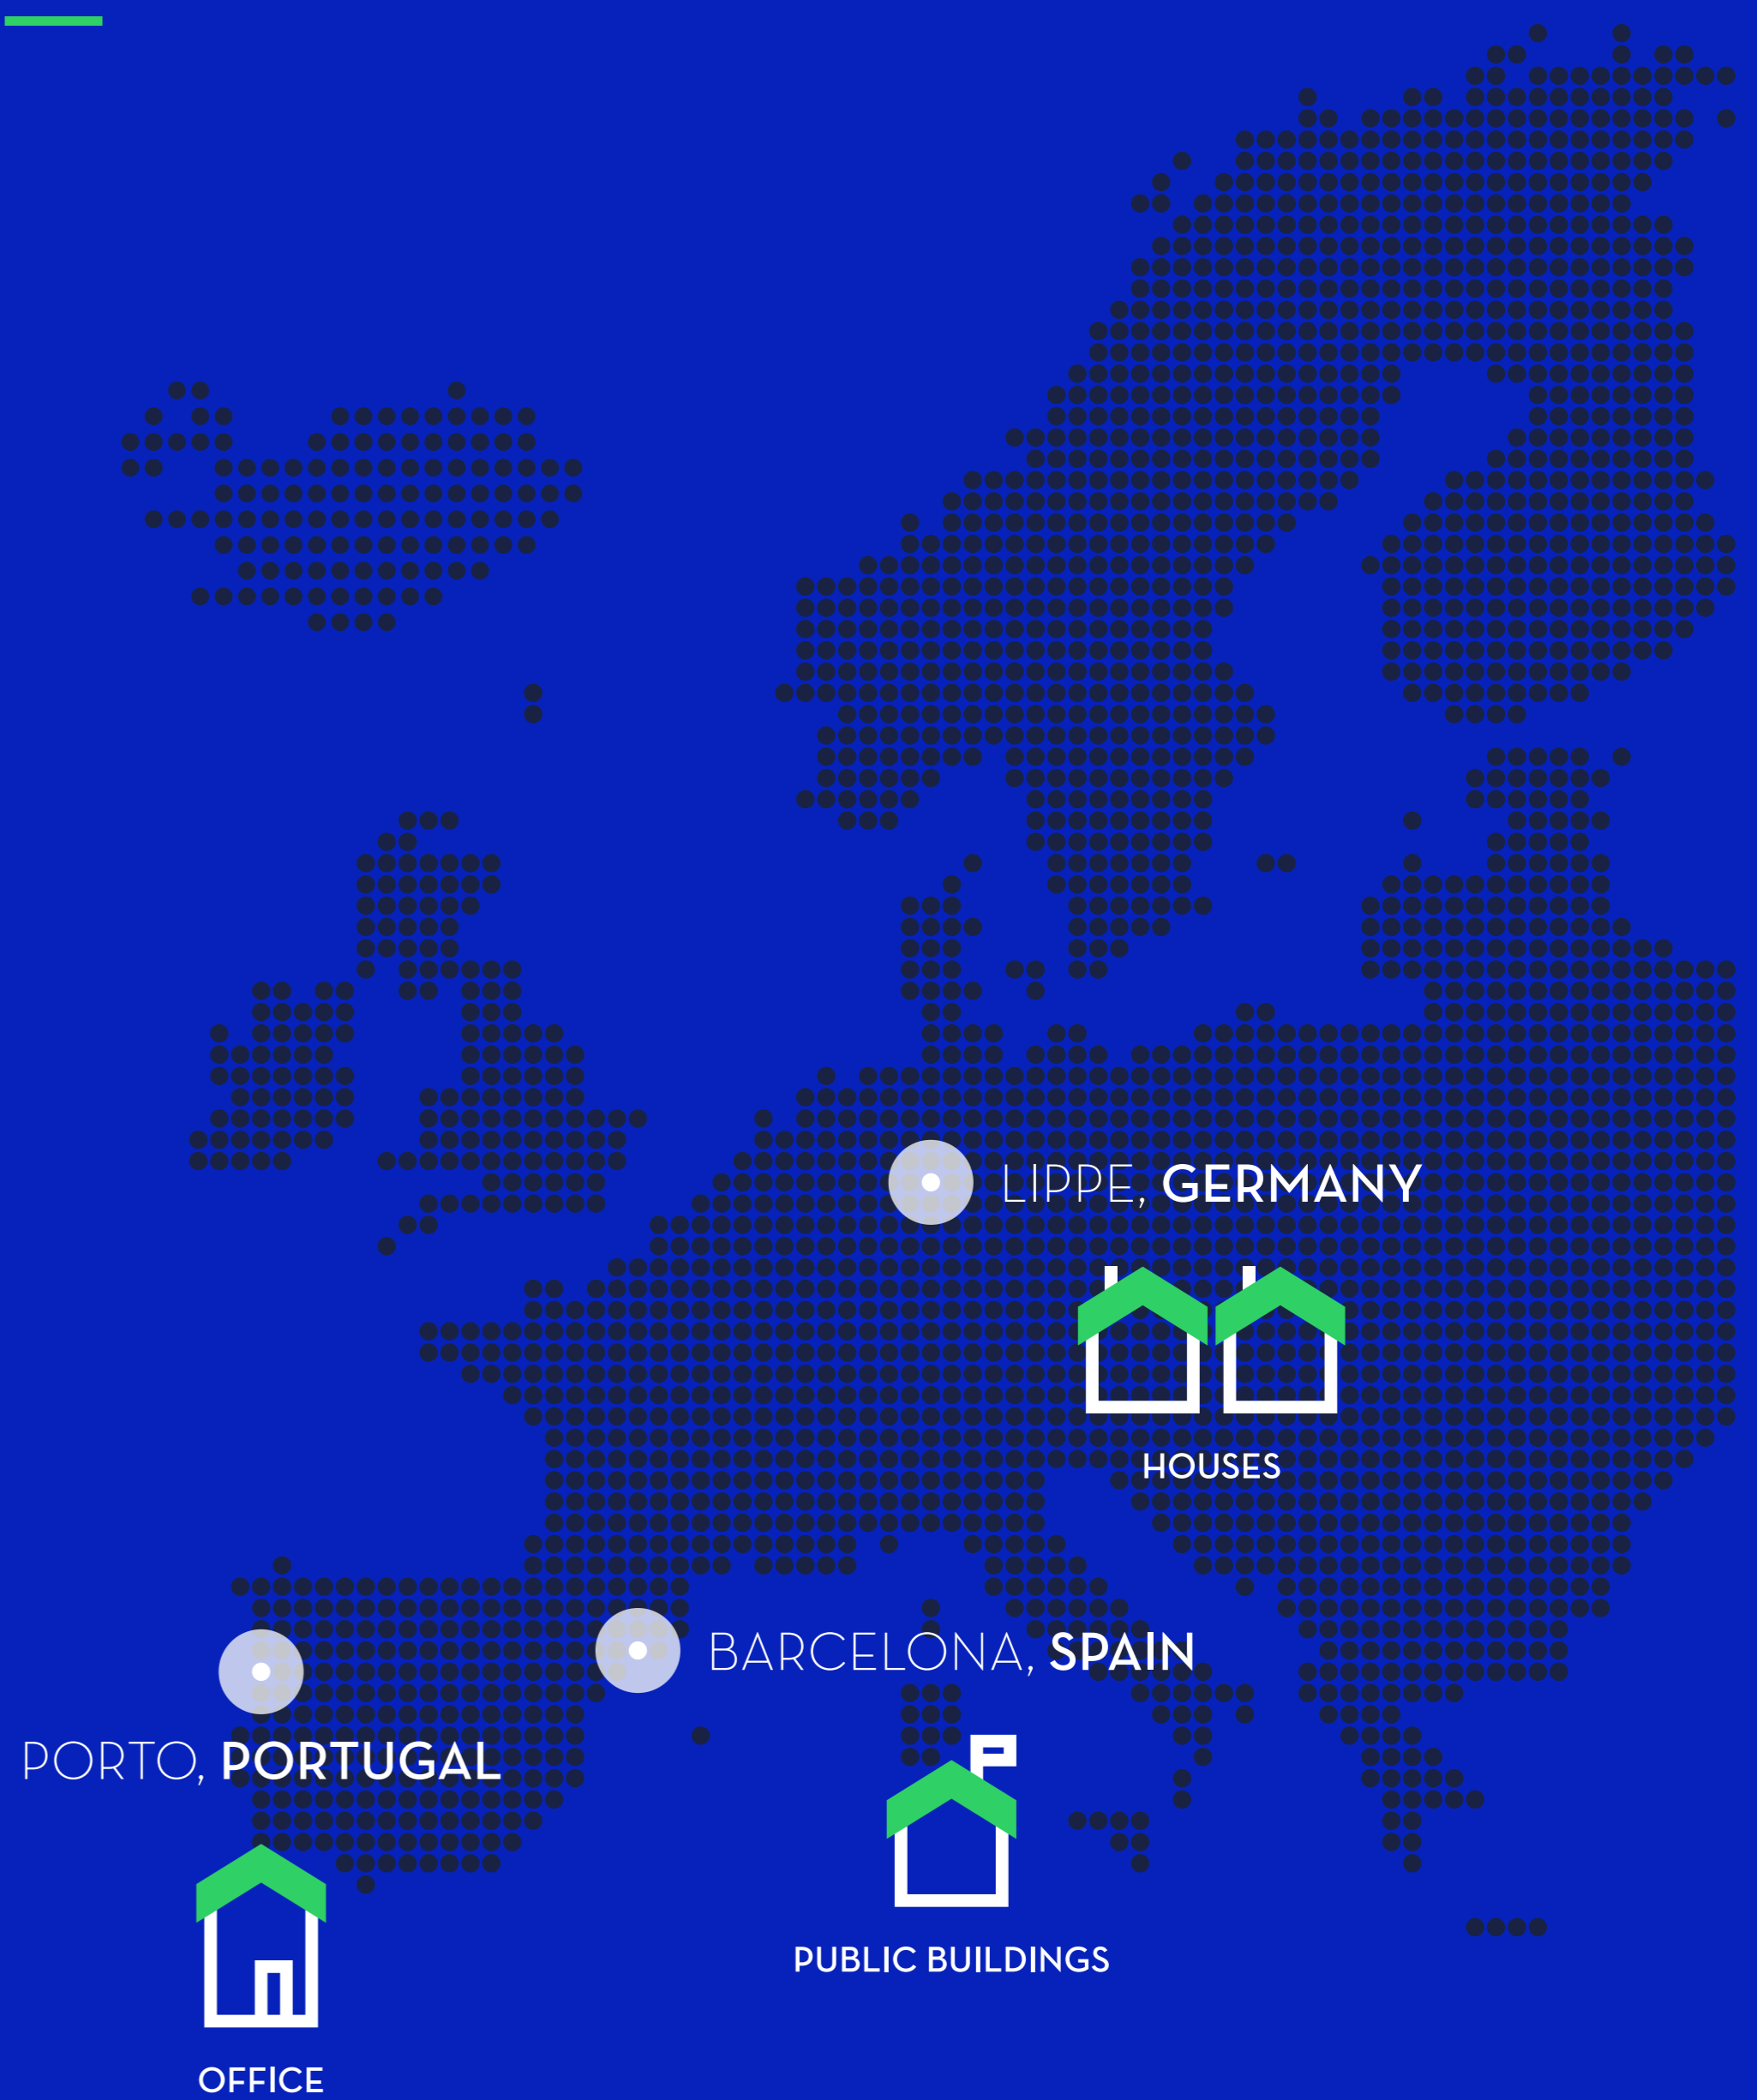 LIPPE, GERMANY
HOUSES
BARCELONA, SPAIN
PUBLIC BUILDINGS
PORTO, PORTUGAL
OFFICE